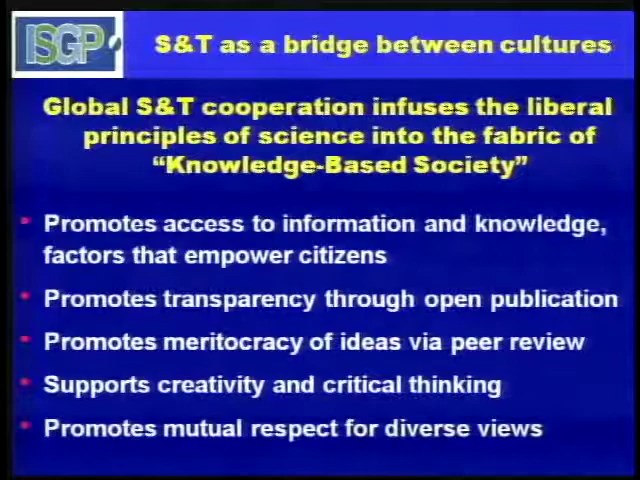 ISGP
S&T as a bridge between cultures
Global S&T cooperation infuses the liberal
principles of science into the fabric of
“Knowledge-Based Society”
Promotes access to information and knowledge,
factors that empower citizens
Promotes transparency through open publication
Promotes meritocracy of ideas via peer review
Supports creativity and critical thinking
Promotes mutual respect for diverse views